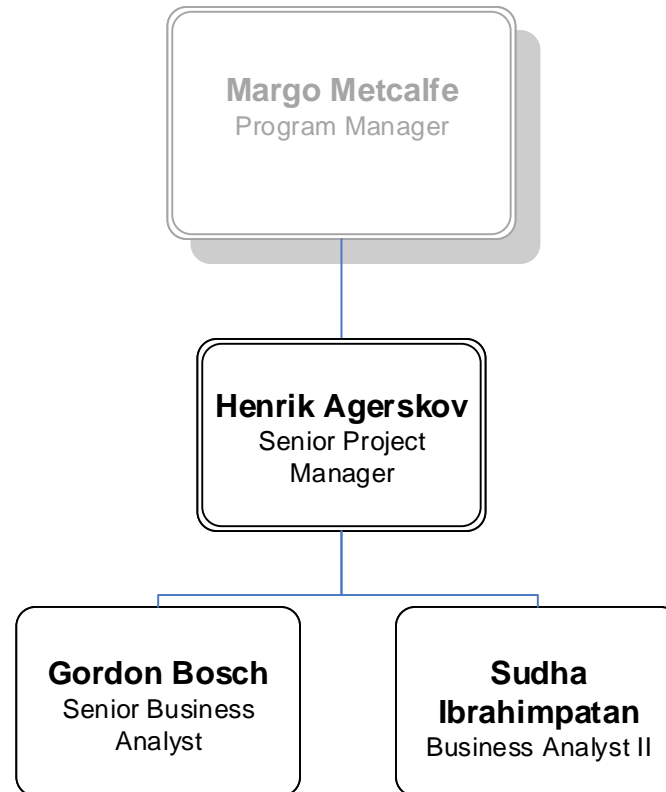 Margo Metcalfe
Program Manager
Henrik Agerskov
Senior Project
Manager
Gordon Bosch
Senior Business
Analyst
Sudha
Ibrahimpatan
Business Analyst II